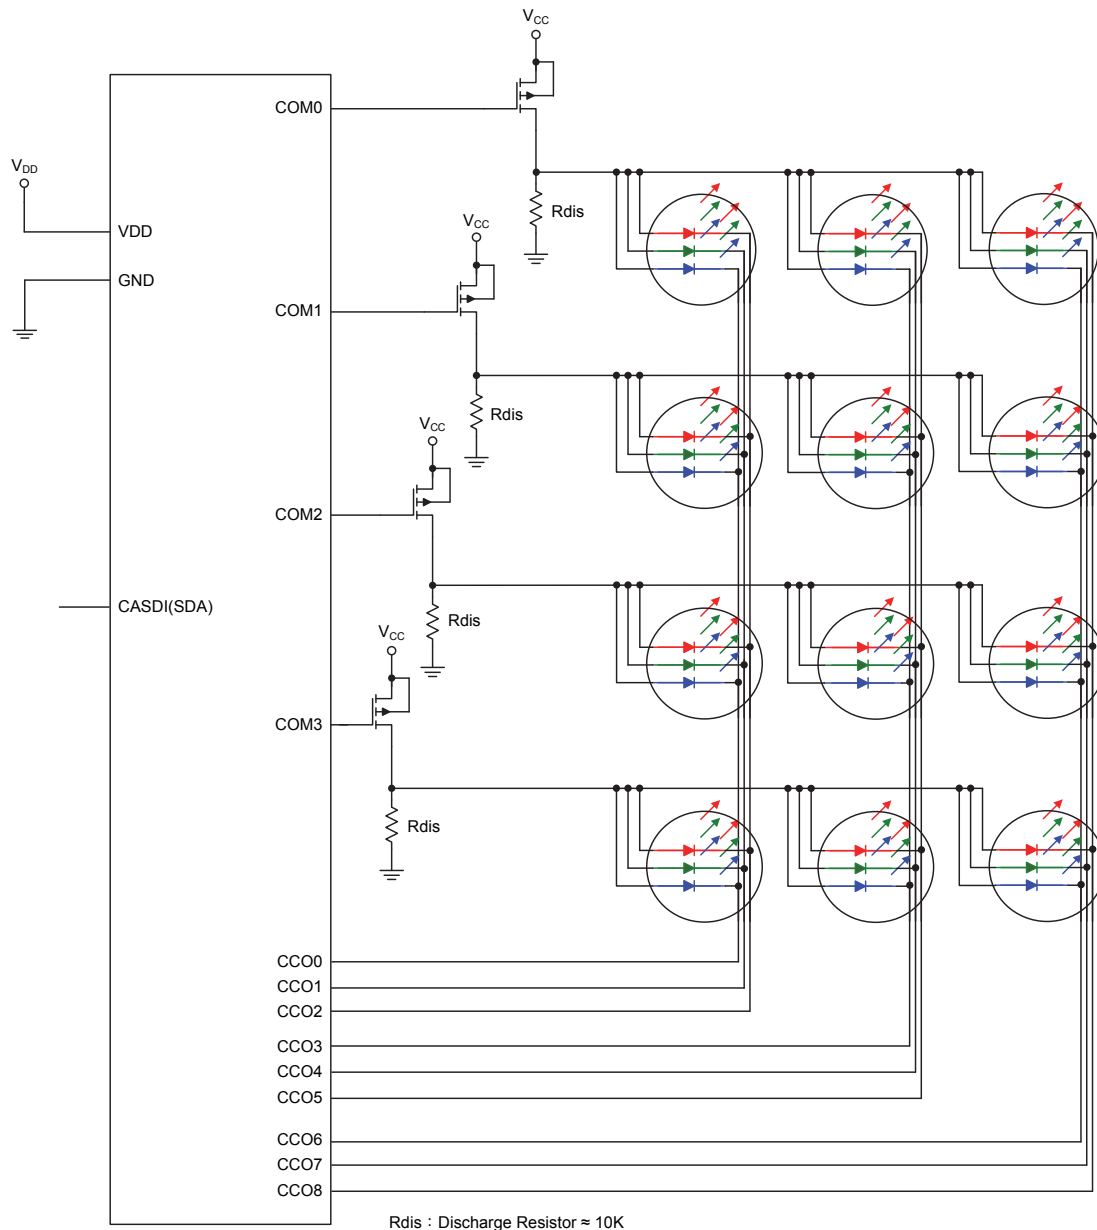 VCC
COM0
VDD
Rdis
VCC
VDD
GND
COM1
Rdis
VCC
COM2
CASDI(SDA)
Rdis
VCC
COM3
Rdis
CCO0
CCO1
CCO2
CCO3
CCO4
CCO5
CCO6
CCO7
CCO8
Rdis : Discharge Resistor ≈ 10K